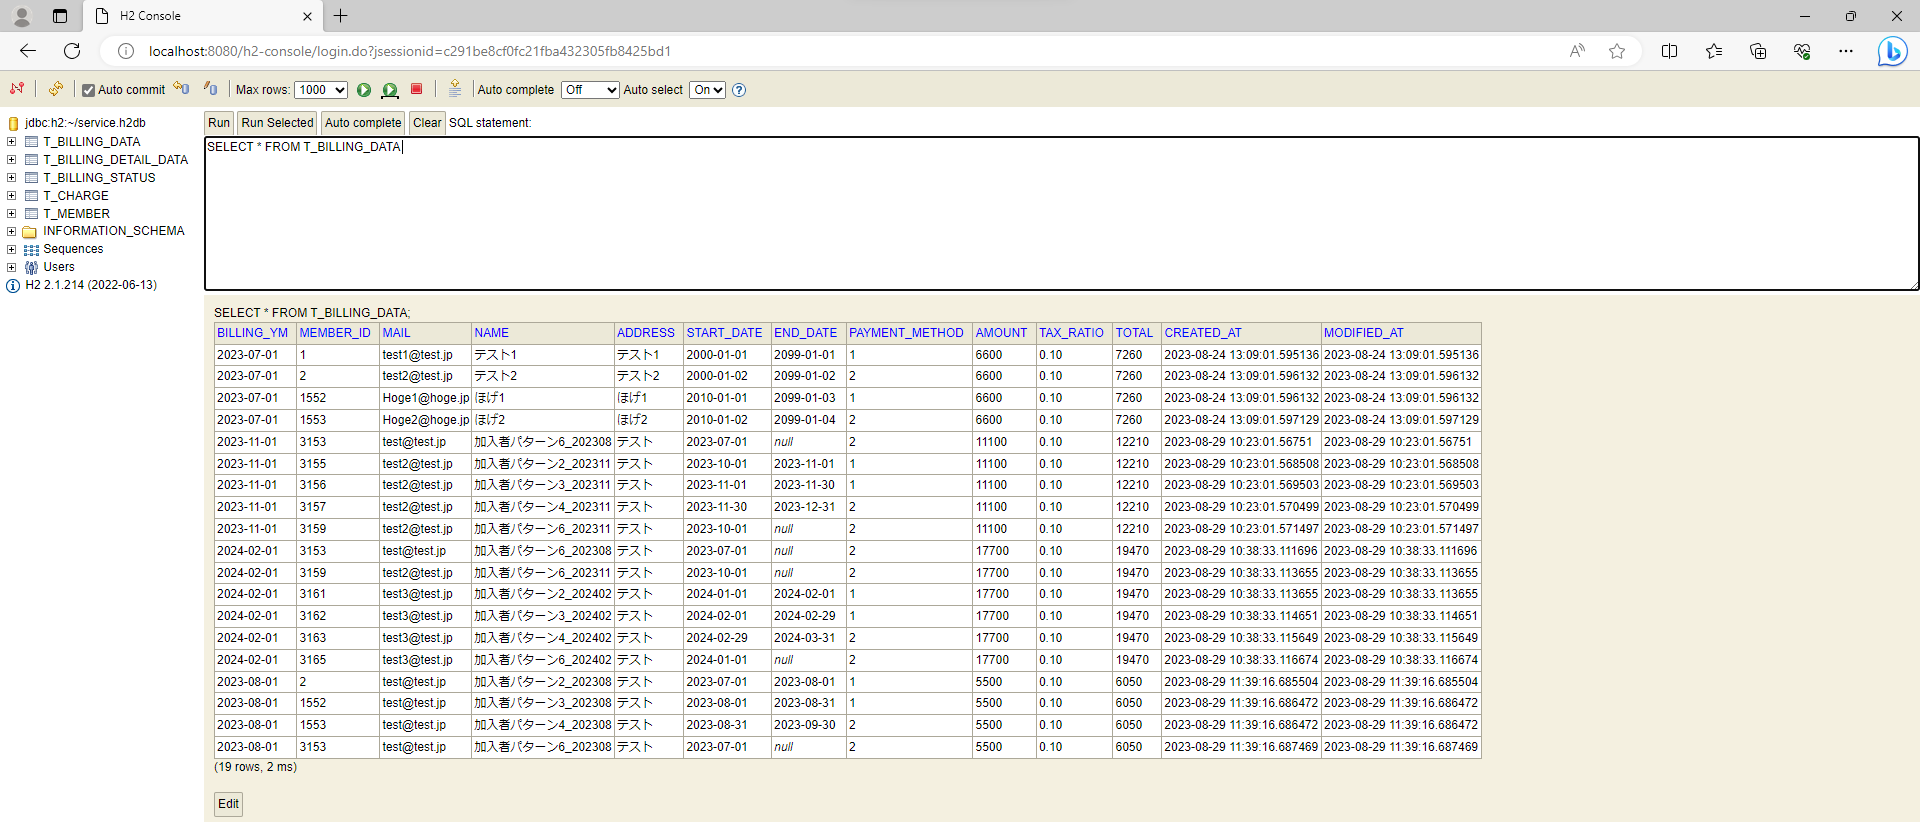 H2 Console
localhost:8080/h2-console/login.do?jsessionid=c291be8cf0fc21fba432305fb8425bd1
Auto commit Max rows: 1000 Auto complete Off Auto select On
jdbc:h2:~/service.h2db
T_BILLING_DATA
T_BILLING_DETAIL_DATA
T_BILLING_STATUS
T_CHARGE
T_MEMBER
INFORMATION_SCHEMA
Sequences
Users
H2 2.1.214 (2022-06-13)
Run Run Selected Auto complete Clear SQL statement:
SELECT * FROM T_BILLING_DATA
SELECT * FROM T_BILLING_DATA;
BILLING_YM MEMBER_ID MAIL NAME ADDRESS START_DATE END_DATE PAYMENT_METHOD AMOUNT TAX_RATIO TOTAL CREATED_AT MODIFIED_AT
2023-07-01 1 test1@test.jp テスト1 テスト1 2000-01-01 2099-01-01 1 6600 0.10 7260 2023-08-24 13:09:01.595136 2023-08-24 13:09:01.595136
2023-07-01 2 test2@test.jp テスト2 テスト2 2000-01-02 2099-01-02 2 6600 0.10 7260 2023-08-24 13:09:01.596132 2023-08-24 13:09:01.596132
2023-07-01 1552 Hoge1@hoge.jp ほげ1 ほげ1 2010-01-01 2099-01-03 1 6600 0.10 7260 2023-08-24 13:09:01.596132 2023-08-24 13:09:01.596132
2023-07-01 1553 Hoge2@hoge.jp ほげ2 ほげ2 2010-01-02 2099-01-04 2 6600 0.10 7260 2023-08-24 13:09:01.597129 2023-08-24 13:09:01.597129
2023-11-01 3153 test@test.jp 加入者パターン6_202308 テスト 2023-07-01 null 2 11100 0.10 12210 2023-08-29 10:23:01.56751 2023-08-29 10:23:01.56751
2023-11-01 3155 test2@test.jp 加入者パターン2_202311 テスト 2023-10-01 2023-11-01 1 11100 0.10 12210 2023-08-29 10:23:01.568508 2023-08-29 10:23:01.568508
2023-11-01 3156 test2@test.jp 加入者パターン3_202311 テスト 2023-11-01 2023-11-30 1 11100 0.10 12210 2023-08-29 10:23:01.569503 2023-08-29 10:23:01.569503
2023-11-01 3157 test2@test.jp 加入者パターン4_202311 テスト 2023-11-30 2023-12-31 2 11100 0.10 12210 2023-08-29 10:23:01.570499 2023-08-29 10:23:01.570499
2023-11-01 3159 test2@test.jp 加入者パターン6_202311 テスト 2023-10-01 null 2 11100 0.10 12210 2023-08-29 10:23:01.571497 2023-08-29 10:23:01.571497
2024-02-01 3153 test@test.jp 加入者パターン6_202308 テスト 2023-07-01 null 2 17700 0.10 19470 2023-08-29 10:38:33.111696 2023-08-29 10:38:33.111696
2024-02-01 3159 test2@test.jp 加入者パターン6_202311 テスト 2023-10-01 null 2 17700 0.10 19470 2023-08-29 10:38:33.113655 2023-08-29 10:38:33.113655
2024-02-01 3161 test3@test.jp 加入者パターン2_202402 テスト 2024-01-01 2024-02-01 1 17700 0.10 19470 2023-08-29 10:38:33.113655 2023-08-29 10:38:33.113655
2024-02-01 3162 test3@test.jp 加入者パターン3_202402 テスト 2024-02-01 2024-02-29 1 17700 0.10 19470 2023-08-29 10:38:33.114651 2023-08-29 10:38:33.114651
2024-02-01 3163 test3@test.jp 加入者パターン4_202402 テスト 2024-02-29 2024-03-31 2 17700 0.10 19470 2023-08-29 10:38:33.115649 2023-08-29 10:38:33.115649
2024-02-01 3165 test3@test.jp 加入者パターン6_202402 テスト 2024-01-01 null 2 17700 0.10 19470 2023-08-29 10:38:33.116674 2023-08-29 10:38:33.116674
2023-08-01 2 test@test.jp 加入者パターン2_202308 テスト 2023-07-01 2023-08-01 1 5500 0.10 6050 2023-08-29 11:39:16.685504 2023-08-29 11:39:16.685504
2023-08-01 1552 test@test.jp 加入者パターン3_202308 テスト 2023-08-01 2023-08-31 1 5500 0.10 6050 2023-08-29 11:39:16.686472 2023-08-29 11:39:16.686472
2023-08-01 1553 test@test.jp 加入者パターン4_202308 テスト 2023-08-31 2023-09-30 2 5500 0.10 6050 2023-08-29 11:39:16.686472 2023-08-29 11:39:16.686472
2023-08-01 3153 test@test.jp 加入者パターン6_202308 テスト 2023-07-01 null 2 5500 0.10 6050 2023-08-29 11:39:16.687469 2023-08-29 11:39:16.687469
(19 rows, 2 ms)
Edit